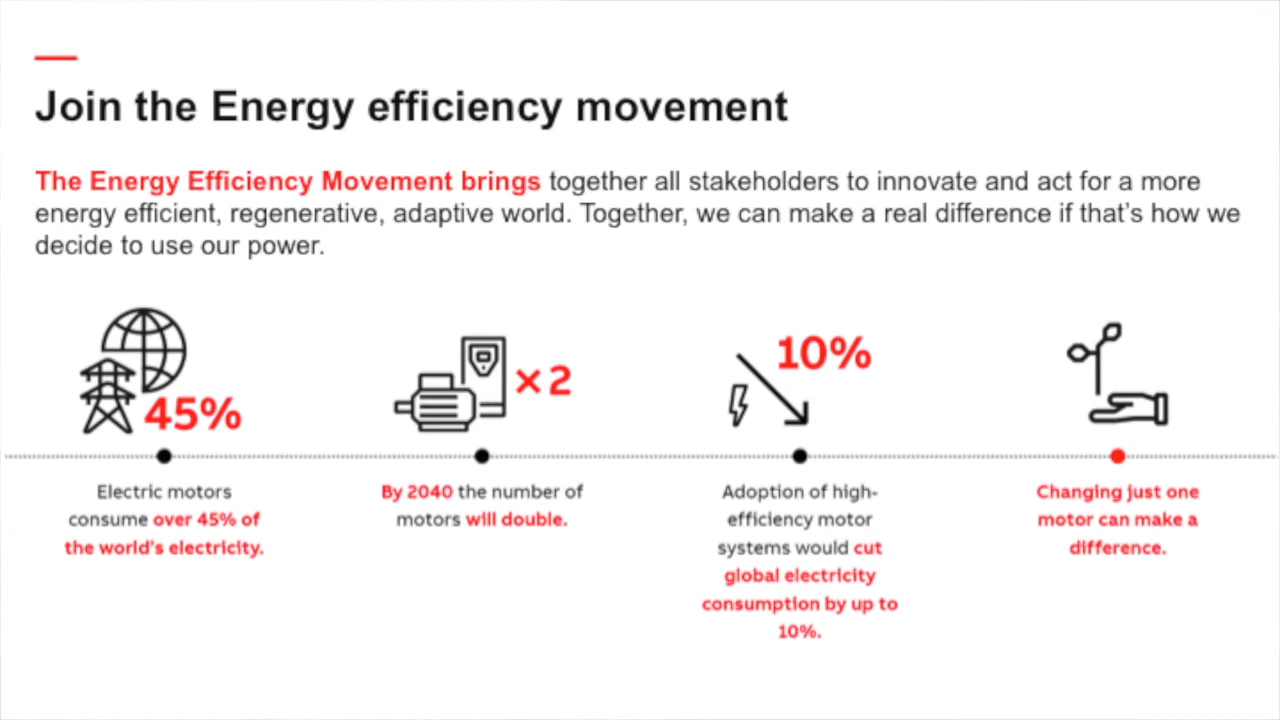 Join the Energy efficiency movement
The Energy Efficiency Movement brings together all stakeholders to innovate and act for a more
energy efficient, regenerative, adaptive world. Together, we can make a real difference if that’s how we
decide to use our power.
45%
×2
10%
Electric motors
consume over 45% of
the world's electricity.
By 2040 the number of
motors will double.
Adoption of high-
efficiency motor
systems would cut
global electricity
consumption by up to
10%.
Changing just one
motor can make a
difference.